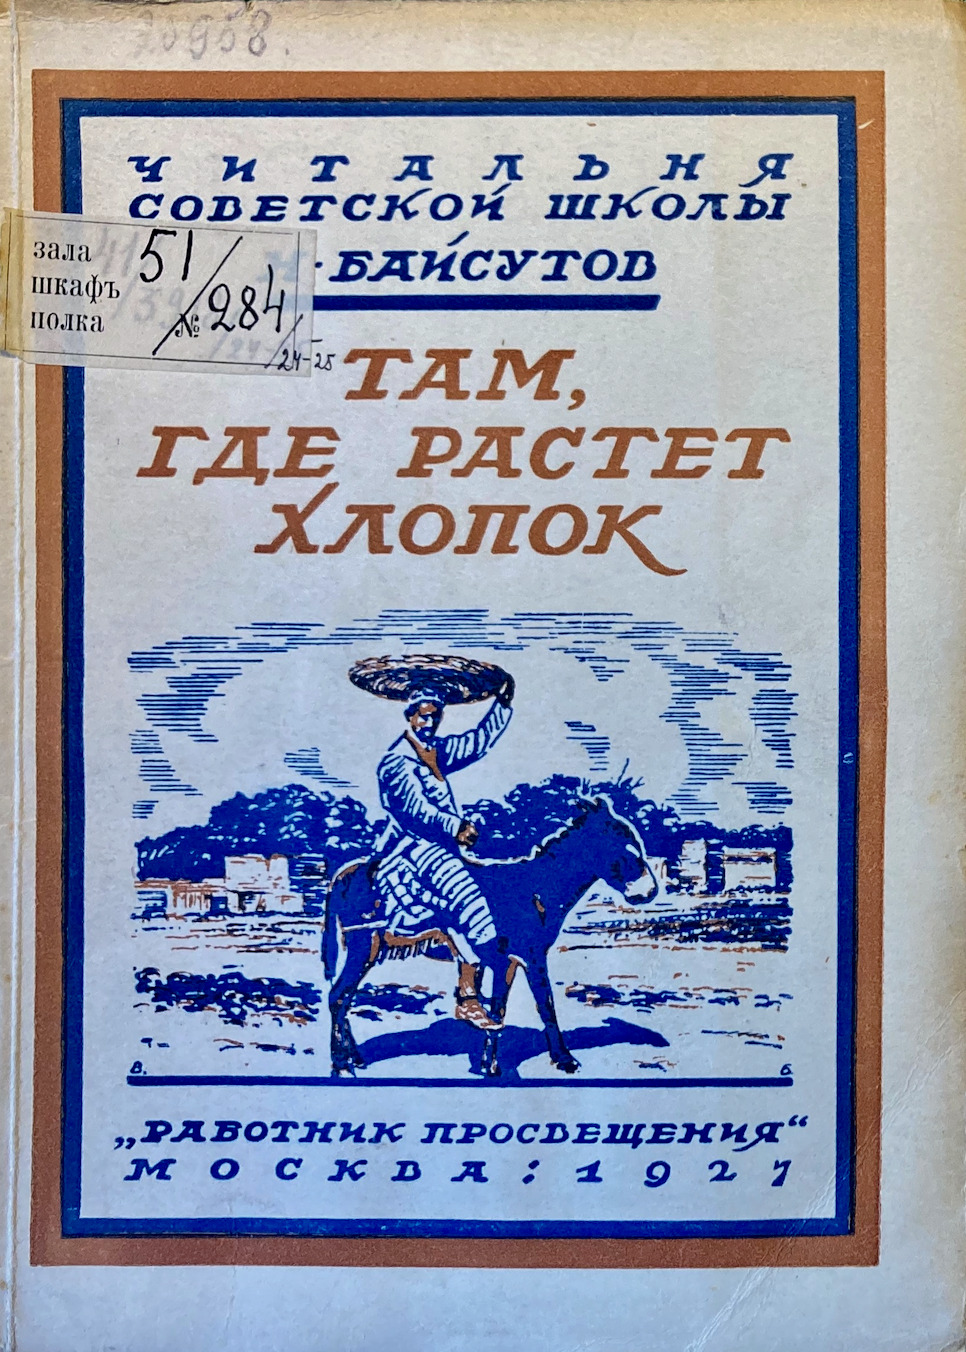 958.
ЧИТАЛЬНЯ
СОВЕТСКОЙ ШКОЛЫ
Н. БАЙСУТОВ
зала 51/
шкафъ
полка № 284
/24-25
ТАМ,
ГДЕ РАСТЕТ
ХЛОПОК
В. Б.
„РАБОТНИК ПРОСВЕЩЕНИЯ“
МОСКВА : 1927